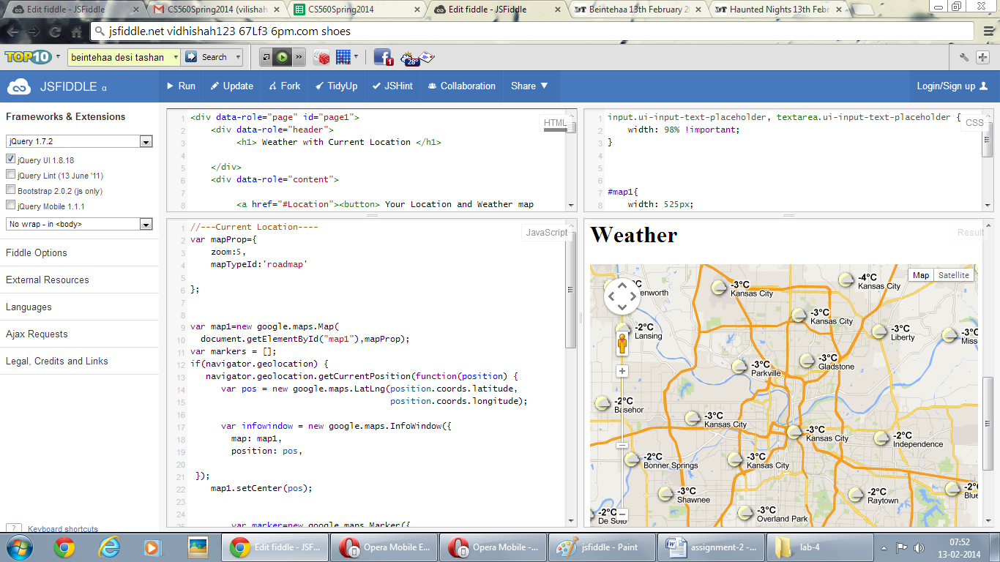 Edit fiddle - JSFiddle
CS560Spring2014 (vilishah
CS560Spring2014
Edit fiddle - JSFiddle
Beintehaa 13th February 2
Haunted Nights 13th Febr
jsfiddle.net vidhishah123 67Lf3 6pm.com shoes
TOP10
beintehaa desi tashan
Search
1
28°
JSFIDDLE α
Run
Update
Fork
TidyUp
JSHint
Collaboration
Share
Login/Sign up
Frameworks & Extensions
jQuery 1.7.2
jQuery UI 1.8.18
jQuery Lint (13 June '11)
Bootstrap 2.0.2 (js only)
jQuery Mobile 1.1.1
No wrap - in <body>
Fiddle Options
External Resources
Languages
Ajax Requests
Legal, Credits and Links
? Keyboard shortcuts
HTML
1 <div data-role="page" id="page1">
2 <div data-role="header">
3 <h1> Weather with Current Location </h1>
4
5 </div>
6 <div data-role="content">
7
8 <a href="#Location"><button> Your Location and Weather map
CSS
1 input.ui-input-text-placeholder, textarea.ui-input-text-placeholder {
2 width: 98% !important;
3 }
4
5
6
7 #map1{
8 width: 525px;
JavaScript
1 //---Current Location----
2 var mapProp={
3 zoom:5,
4 mapTypeId:'roadmap'
5
6 };
7
8
9 var map1=new google.maps.Map(
10 document.getElementById("map1"),mapProp);
11 var markers = [];
12 if(navigator.geolocation) {
13 navigator.geolocation.getCurrentPosition(function(position) {
14 var pos = new google.maps.LatLng(position.coords.latitude,
15 position.coords.longitude);
16
17 var infowindow = new google.maps.InfoWindow({
18 map: map1,
19 position: pos,
20
21 });
22 map1.setCenter(pos);
23
24
25 var marker=new google.maps.Marker({
Result
Weather
Map
Satellite
°C
enworth
-3°C
Kansas City
-4°C
Kansas City
-3°C
Kansas City
-2°C
Lansing
-3°C
Liberty
-3°C
Miss
-3°C
Parkville
-3°C
Gladstone
-2°C
Basehor
-3°C
Kansas City
-3°C
Kansas City
-2°C
Independence
-2°C
Bonner Springs
-3°C
Kansas City
-3°C
Shawnee
-2°C
Raytown
-2°
Blue
-2°C
De Soto
-3°C
Overland Park
Edit fiddle - JSF...
Opera Mobile E...
Opera Mobile -...
jsfiddle - Paint
assignment-2 -...
lab-4
07:52
13-02-2014